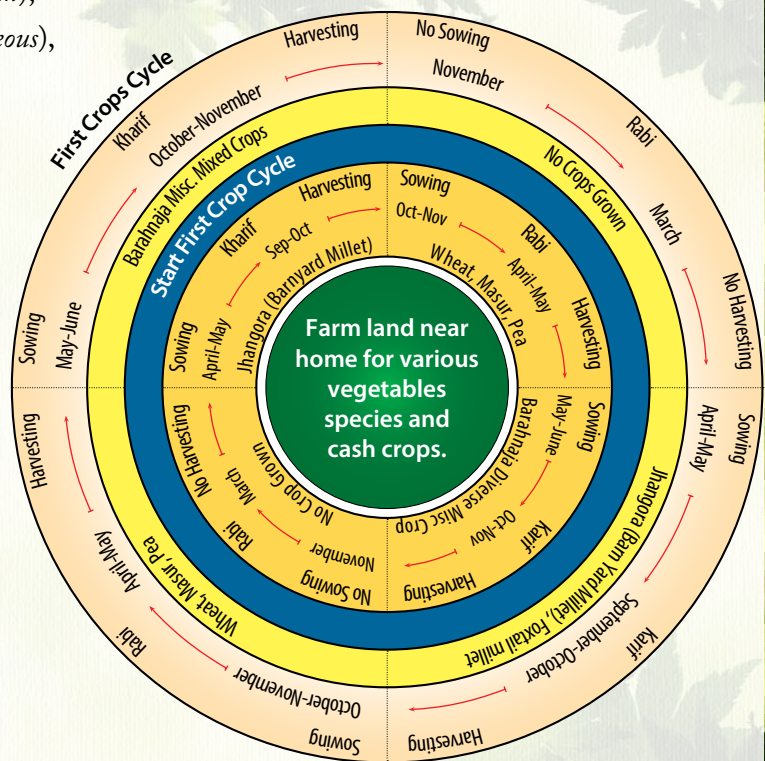 eous),
First Crops Cycle
Kharif
Harvesting
October-November
Barahnaja Misc. Mixed Crops
Sowing
May-June
No Sowing
November
Rabi
No Crops Grown
March
No Harvesting
Sowing
April-May
Jhangora (Barn Yard Millet), Foxtail millet
Karif
September-October
Harvesting
Sowing
October-November
Rabi
Wheat, Masur, Pea
April-May
Harvesting
Start First Crop Cycle
Sowing
April-May
Kharif
Jhangora (Barnyard Millet)
Sep-Oct
Harvesting
Sowing
Oct-Nov
Rabi
Wheat, Masur, Pea
April-May
Harvesting
Sowing
May-June
Barahnaja Diverse Misc Crop
Karif
Oct-Nov
Harvesting
No Sowing
November
Rabi
No Crop Grown
March
No Harvesting
Farm land near
home for various
vegetables
species and
cash crops.